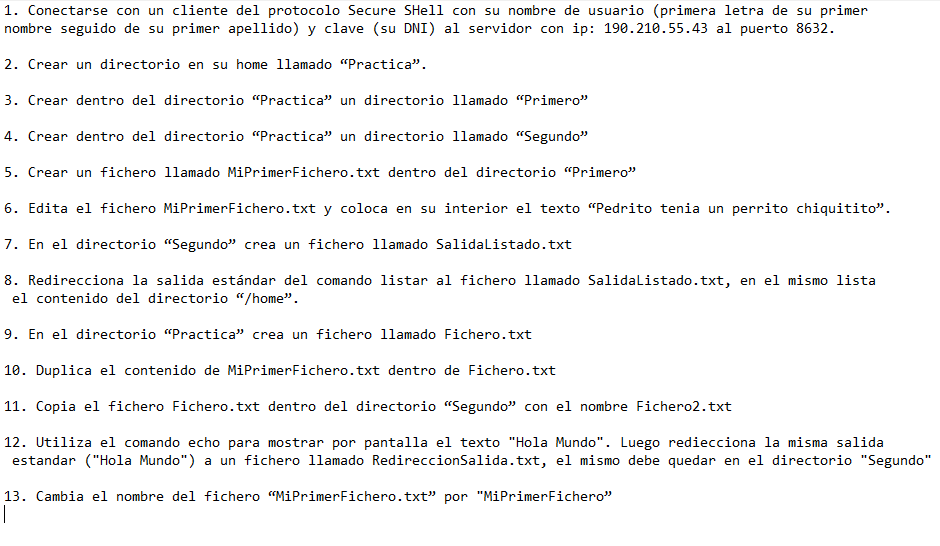 1. Conectarse con un cliente del protocolo Secure SHell con su nombre de usuario (primera letra de su primer
nombre seguido de su primer apellido) y clave (su DNI) al servidor con ip: 190.210.55.43 al puerto 8632.
2. Crear un directorio en su home llamado “Practica”.
3. Crear dentro del directorio “Practica” un directorio llamado “Primero”
4. Crear dentro del directorio “Practica” un directorio llamado “Segundo”
5. Crear un fichero llamado MiPrimerFichero.txt dentro del directorio “Primero”
6. Edita el fichero MiPrimerFichero.txt y coloca en su interior el texto “Pedrito tenia un perrito chiquitito”.
7. En el directorio “Segundo” crea un fichero llamado SalidaListado.txt
8. Redirecciona la salida estándar del comando listar al fichero llamado SalidaListado.txt, en el mismo lista
el contenido del directorio “/home”.
9. En el directorio “Practica” crea un fichero llamado Fichero.txt
10. Duplica el contenido de MiPrimerFichero.txt dentro de Fichero.txt
11. Copia el fichero Fichero.txt dentro del directorio “Segundo” con el nombre Fichero2.txt
12. Utiliza el comando echo para mostrar por pantalla el texto "Hola Mundo". Luego rediecciona la misma salida
estandar ("Hola Mundo") a un fichero llamado RedireccionSalida.txt, el mismo debe quedar en el directorio "Segundo"
13. Cambia el nombre del fichero “MiPrimerFichero.txt” por "MiPrimerFichero”